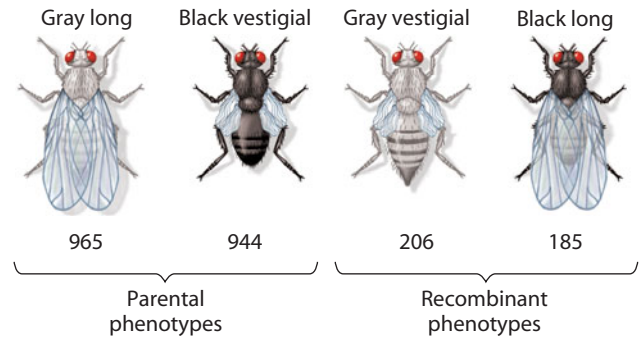 Gray long
Black vestigial
Gray vestigial
Black long
965
944
206
185
Parental
phenotypes
Recombinant
phenotypes